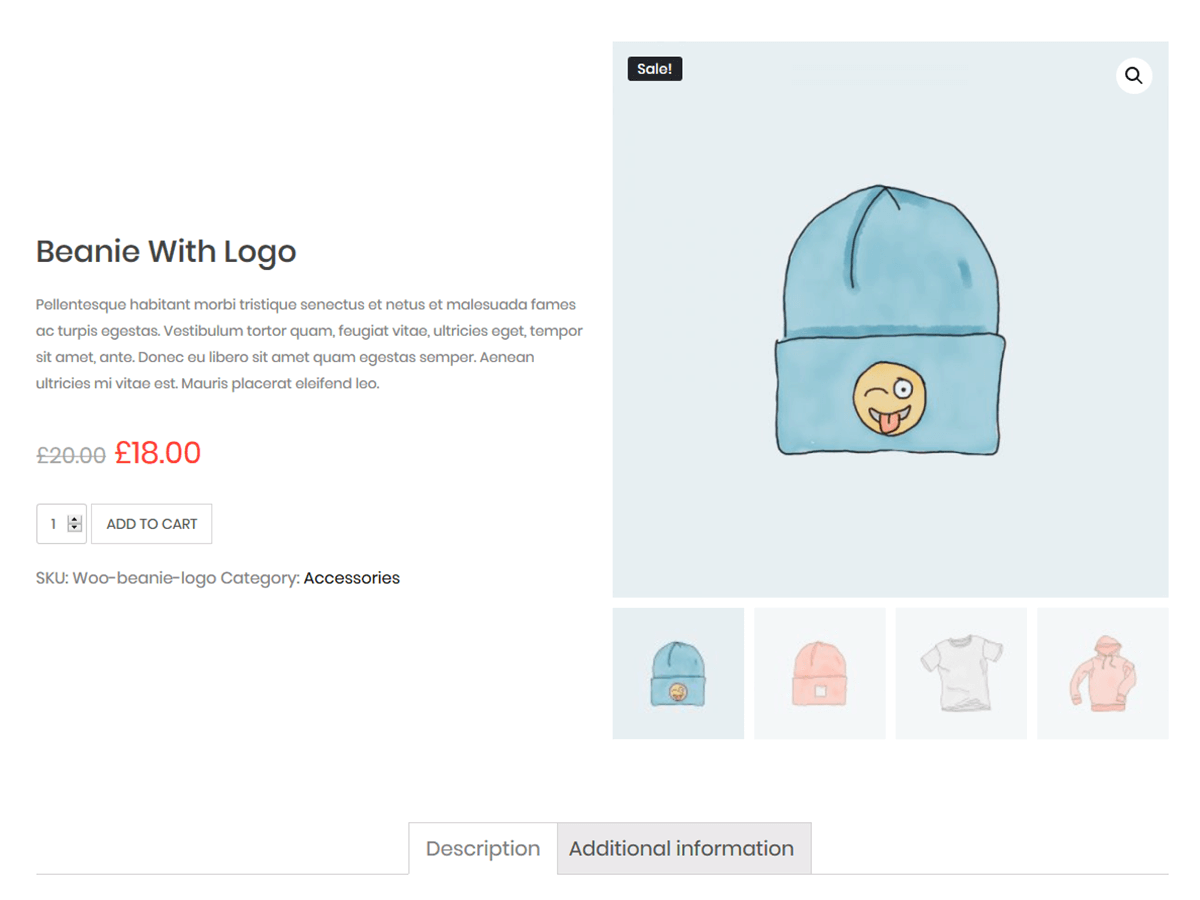 Sale!
Beanie With Logo
Pellentesque habitant morbi tristique senectus et netus et malesuada fames
ac turpis egestas. Vestibulum tortor quam, feugiat vitae, ultricies eget, tempor
sit amet, ante. Donec eu libero sit amet quam egestas semper. Aenean
ultricies mi vitae est. Mauris placerat eleifend leo.
£20.00 £18.00
1 ADD TO CART
SKU: Woo-beanie-logo Category: Accessories
Description Additional information